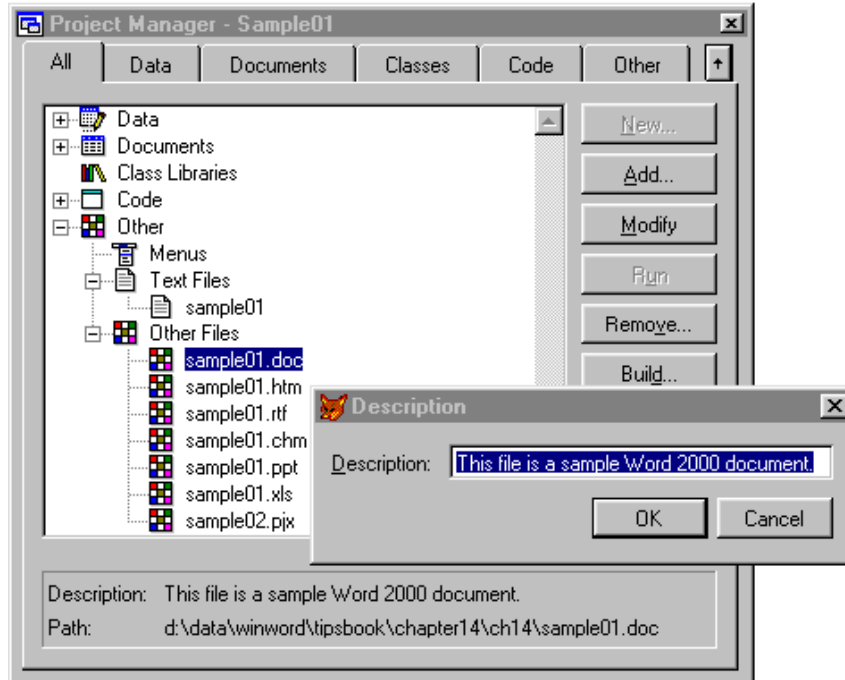 Project Manager - Sample01
All Data Documents Classes Code Other
Data
Documents
Class Libraries
Code
Other
Menus
Text Files
sample01
Other Files
sample01.doc
sample01.htm
sample01.rtf
sample01.chm
sample01.ppt
sample01.xls
sample02.pjx
New...
Add...
Modify
Run
Remove...
Build...
Description
Description: This file is a sample Word 2000 document.
OK Cancel
Description: This file is a sample Word 2000 document.
Path: d:\data\winword\tipsbook\chapter14\ch14\sample01.doc